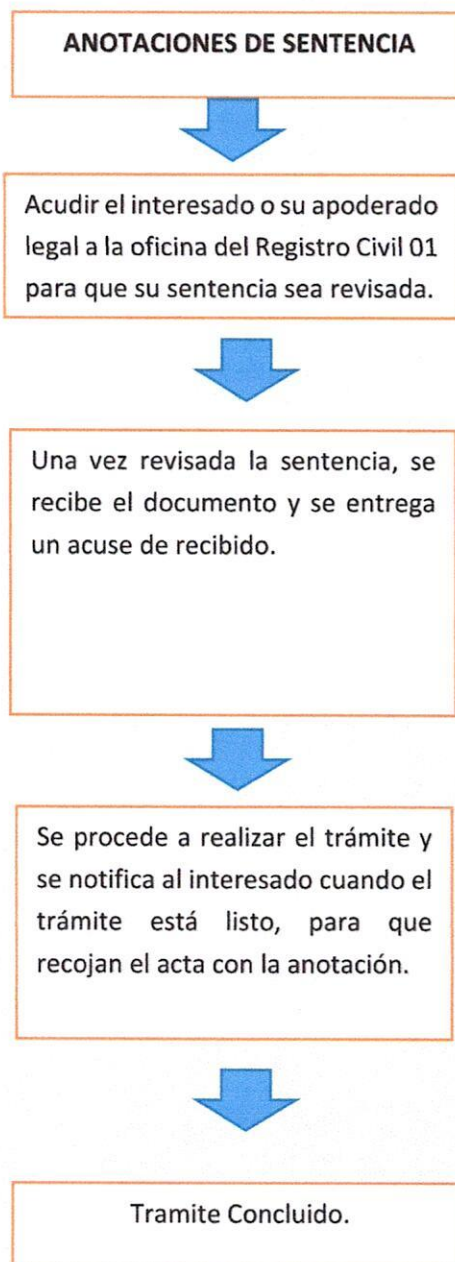 ANOTACIONES DE SENTENCIA
Acudir el interesado o su apoderado
legal a la oficina del Registro Civil 01
para que su sentencia sea revisada.
Una vez revisada la sentencia, se
recibe el documento y se entrega
un acuse de recibido.
Se procede a realizar el trámite y
se notifica al interesado cuando el
trámite está listo, para que
recojan el acta con la anotación.
Tramite Concluido.